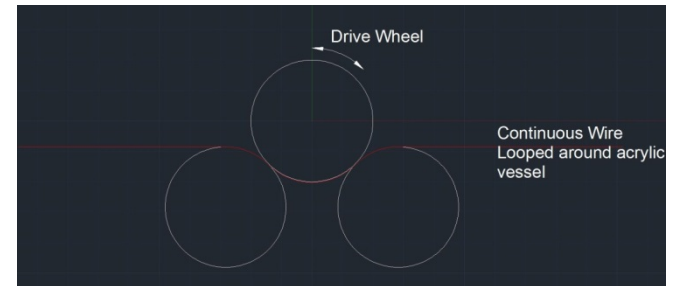 Drive Wheel
Continuous Wire
Looped around acrylic
vessel